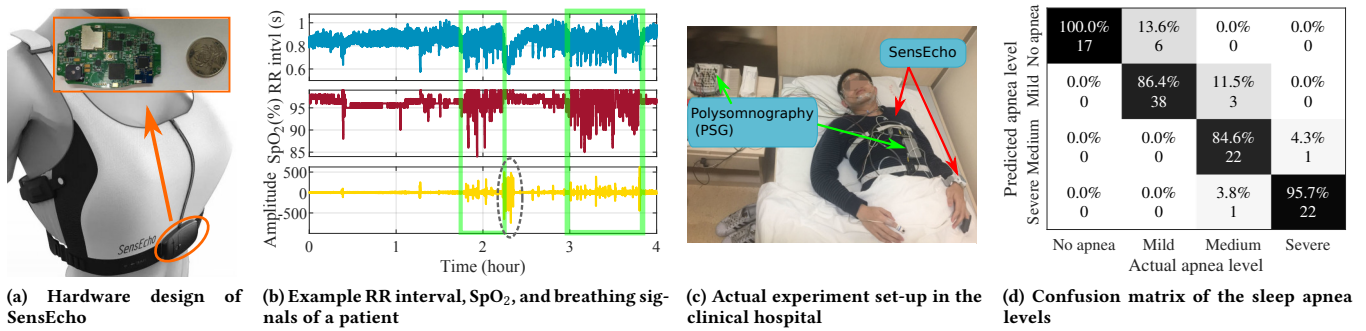 SensEcho
(a) Hardware design of
SensEcho
RR intvl (s)
1
0.8
0.6
SpO2(%)
95
90
85
Amplitude
500
0
-500
0
1
2
3
4
Time (hour)
(b) Example RR interval, SpO2, and breathing sig-
nals of a patient
SensEcho
Polysomnography
(PSG)
(c) Actual experiment set-up in the
clinical hospital
Predicted apnea level
No apnea
Mild
Medium
Severe
100.0% 13.6% 0.0% 0.0%
17 6 0 0
0.0% 86.4% 11.5% 0.0%
0 38 3 0
0.0% 0.0% 84.6% 4.3%
0 0 22 1
0.0% 0.0% 3.8% 95.7%
0 0 1 22
No apnea Mild Medium Severe
Actual apnea level
(d) Confusion matrix of the sleep apnea
levels